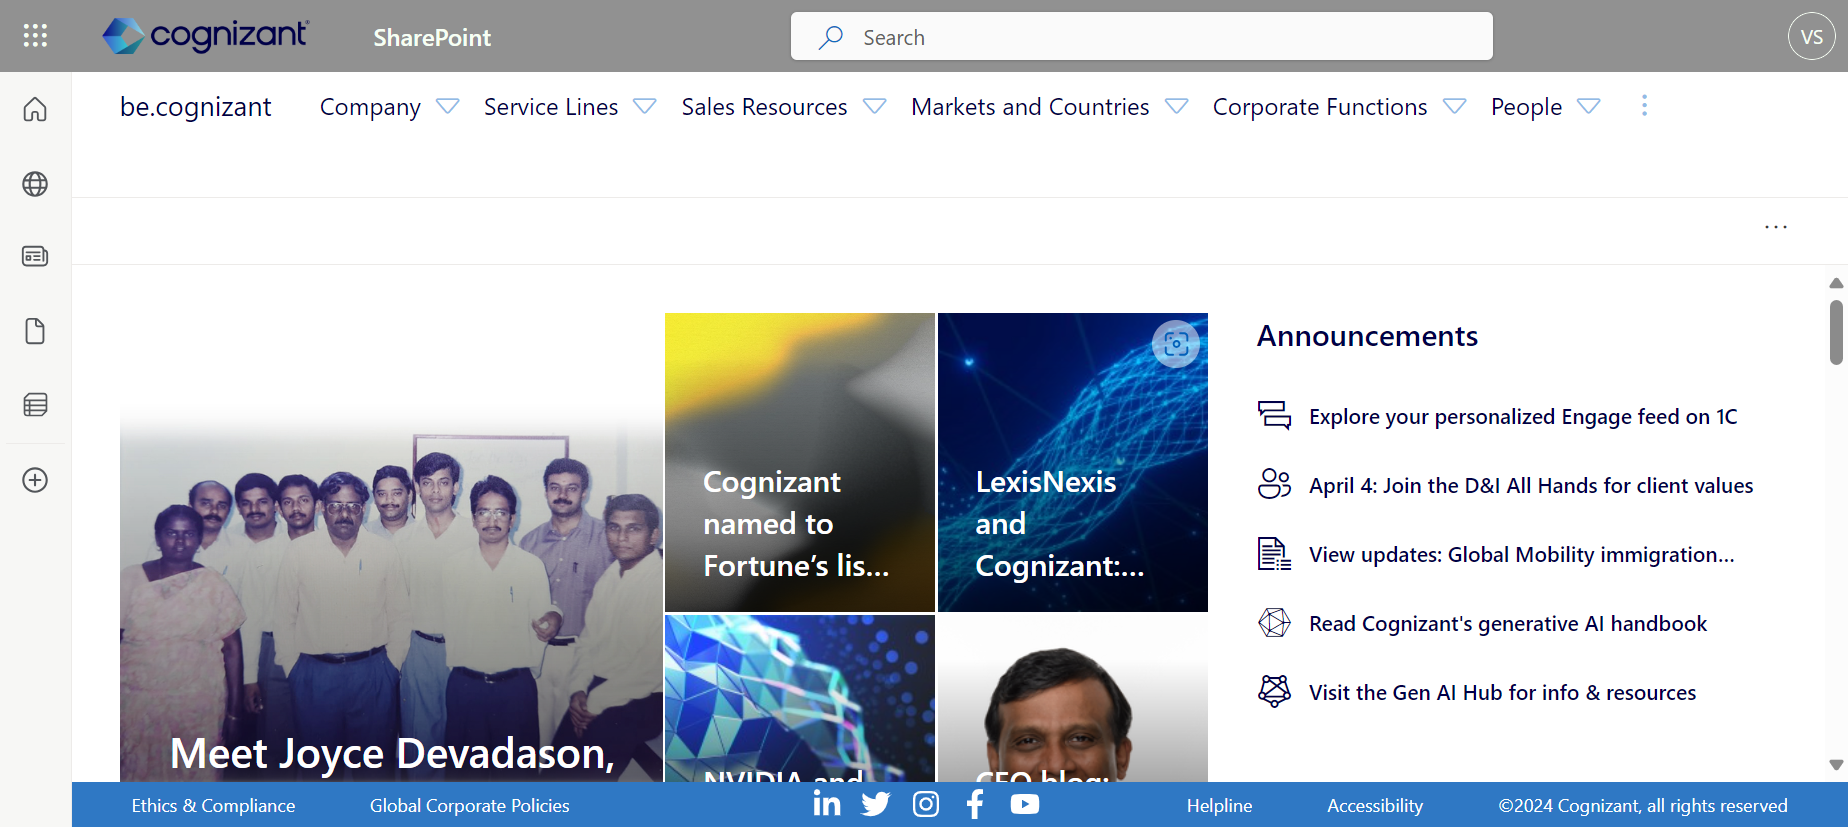 cognizant
SharePoint
Search
VS
be.cognizant
Company
Service Lines
Sales Resources
Markets and Countries
Corporate Functions
People
Announcements
Explore your personalized Engage feed on 1C
April 4: Join the D&I All Hands for client values
View updates: Global Mobility immigration...
Read Cognizant's generative AI handbook
Visit the Gen AI Hub for info & resources
Cognizant
named to
Fortune’s lis...
LexisNexis
and
Cognizant:...
Meet Joyce Devadason,
NVIDIA and
CEO blog:
Ethics & Compliance
Global Corporate Policies
Helpline
Accessibility
©2024 Cognizant, all rights reserved